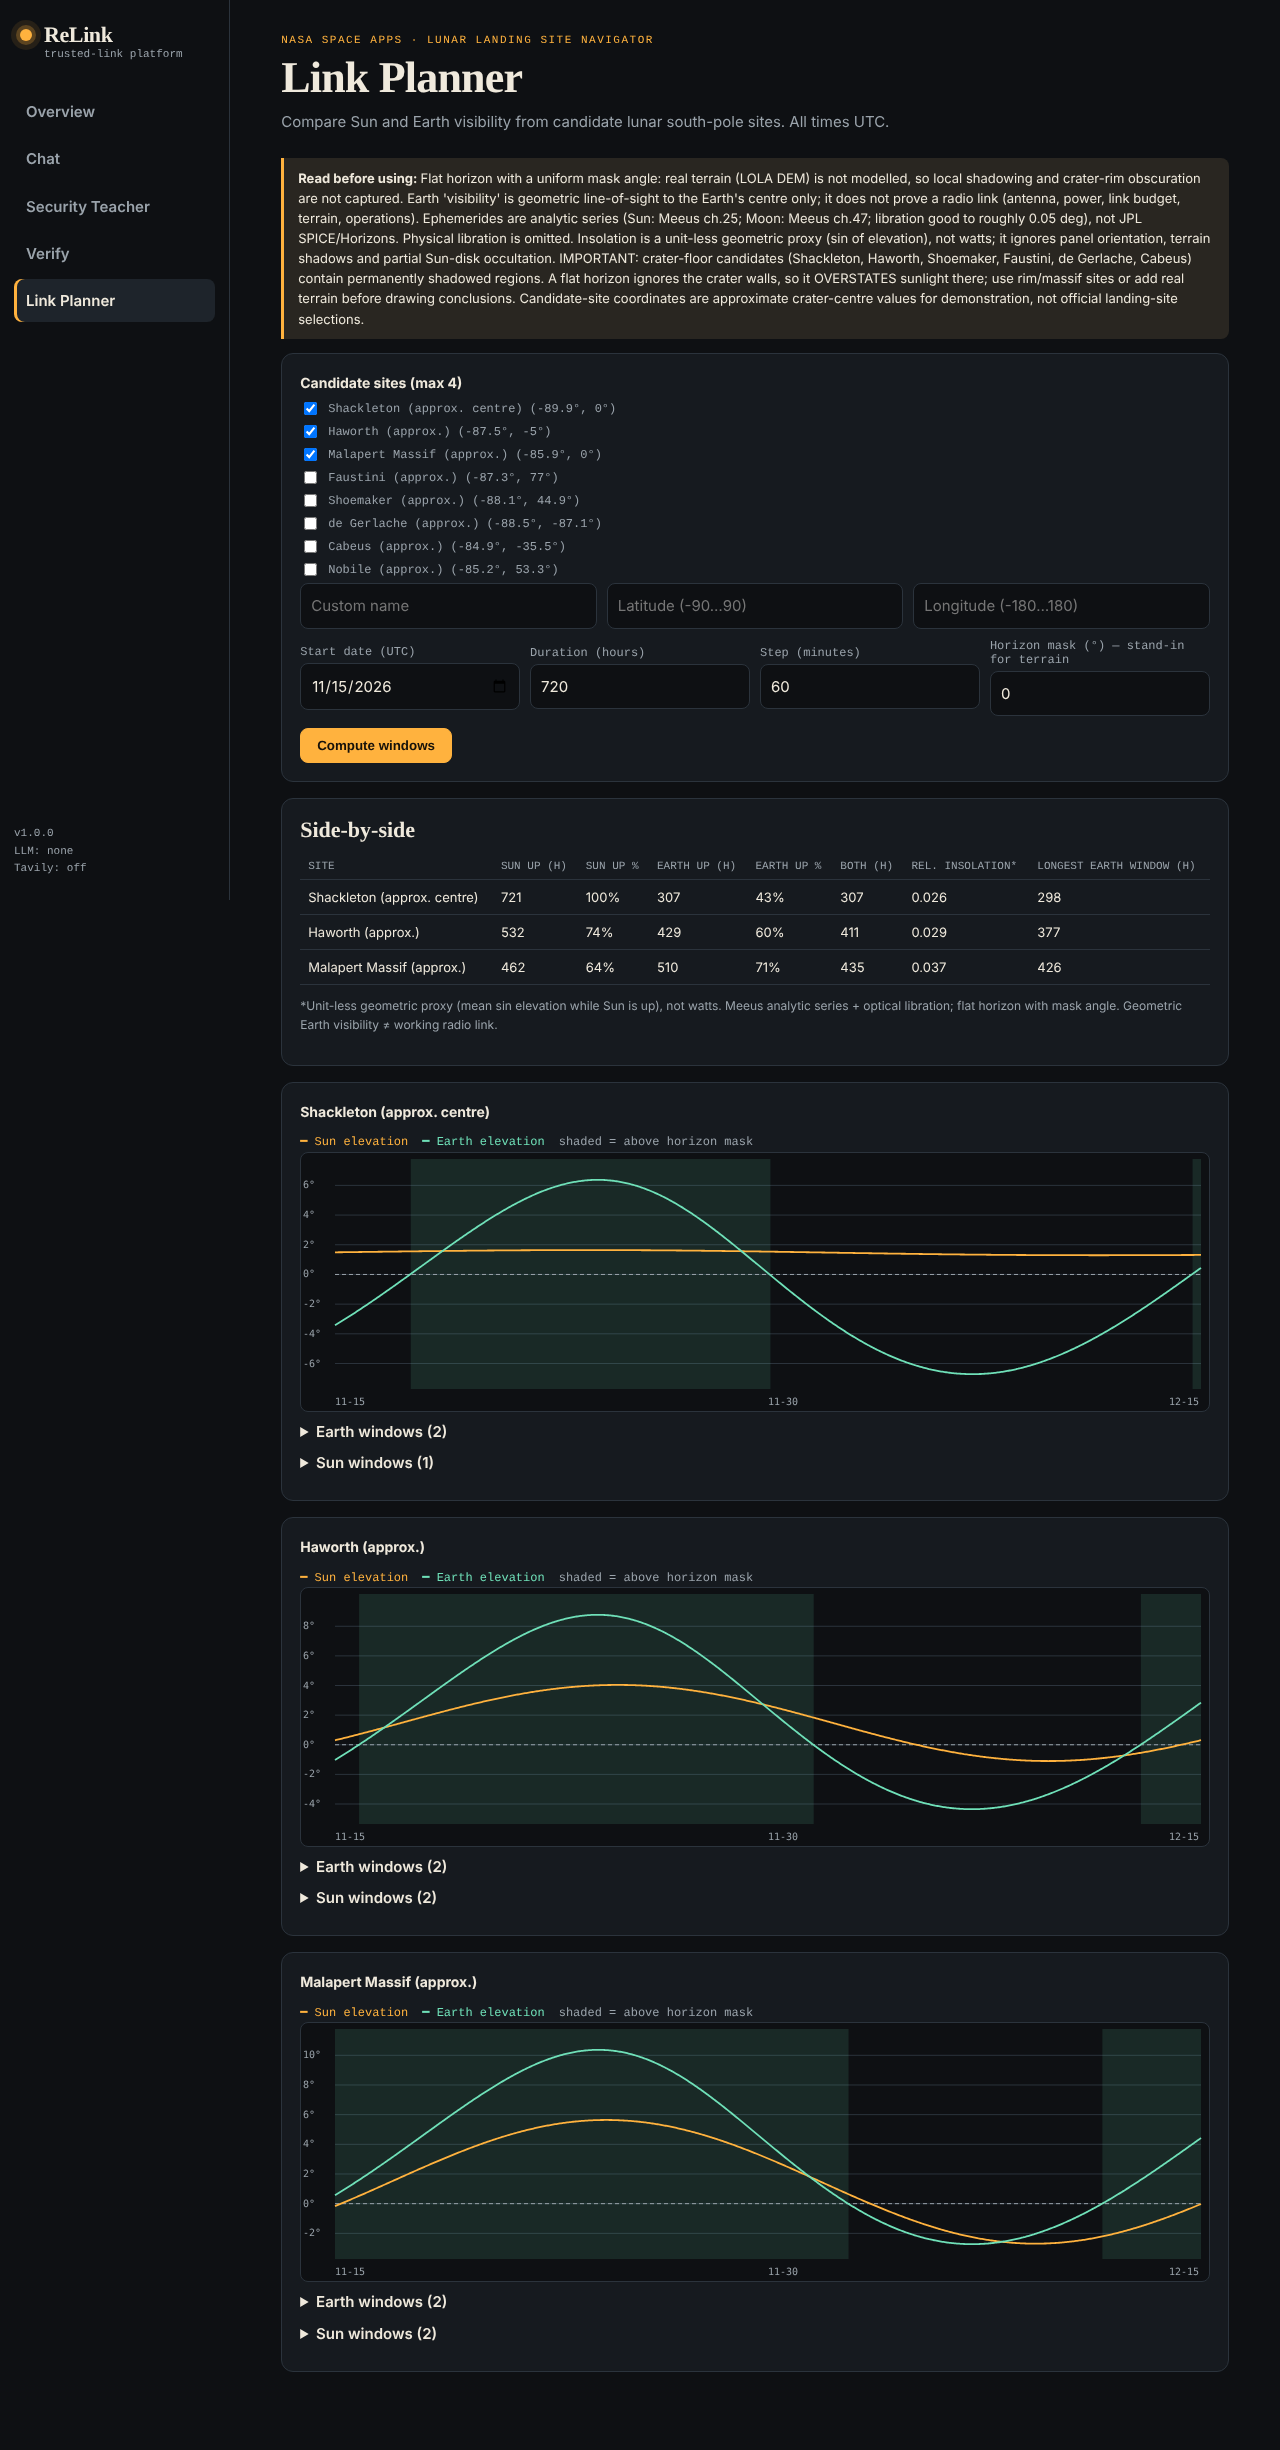 ReLink
trusted-link platform
Overview
Chat
Security Teacher
Verify
Link Planner
v1.0.0
LLM: none
Tavily: off
NASA SPACE APPS · LUNAR LANDING SITE NAVIGATOR
Link Planner
Compare Sun and Earth visibility from candidate lunar south-pole sites. All times UTC.
Read before using: Flat horizon with a uniform mask angle: real terrain (LOLA DEM) is not modelled, so local shadowing and crater-rim obscuration
are not captured. Earth 'visibility' is geometric line-of-sight to the Earth's centre only; it does not prove a radio link (antenna, power, link budget,
terrain, operations). Ephemerides are analytic series (Sun: Meeus ch.25; Moon: Meeus ch.47; libration good to roughly 0.05 deg), not JPL
SPICE/Horizons. Physical libration is omitted. Insolation is a unit-less geometric proxy (sin of elevation), not watts; it ignores panel orientation, terrain
shadows and partial Sun-disk occultation. IMPORTANT: crater-floor candidates (Shackleton, Haworth, Shoemaker, Faustini, de Gerlache, Cabeus)
contain permanently shadowed regions. A flat horizon ignores the crater walls, so it OVERSTATES sunlight there; use rim/massif sites or add real
terrain before drawing conclusions. Candidate-site coordinates are approximate crater-centre values for demonstration, not official landing-site
selections.
Candidate sites (max 4)
Shackleton (approx. centre) (-89.9°, 0°)
Haworth (approx.) (-87.5°, -5°)
Malapert Massif (approx.) (-85.9°, 0°)
Faustini (approx.) (-87.3°, 77°)
Shoemaker (approx.) (-88.1°, 44.9°)
de Gerlache (approx.) (-88.5°, -87.1°)
Cabeus (approx.) (-84.9°, -35.5°)
Nobile (approx.) (-85.2°, 53.3°)
Custom name Latitude (-90…90) Longitude (-180…180)
Start date (UTC) Duration (hours) Step (minutes) Horizon mask (°) — stand-in
for terrain
11/15/2026 720 60 0
Compute windows
Side-by-side
SITE SUN UP (H) SUN UP % EARTH UP (H) EARTH UP % BOTH (H) REL. INSOLATION* LONGEST EARTH WINDOW (H)
Shackleton (approx. centre) 721 100% 307 43% 307 0.026 298
Haworth (approx.) 532 74% 429 60% 411 0.029 377
Malapert Massif (approx.) 462 64% 510 71% 435 0.037 426
*Unit-less geometric proxy (mean sin elevation while Sun is up), not watts. Meeus analytic series + optical libration; flat horizon with mask angle. Geometric
Earth visibility ≠ working radio link.
Shackleton (approx. centre)
━ Sun elevation ━ Earth elevation shaded = above horizon mask
6°
4°
2°
0°
-2°
-4°
-6°
11-15 11-30 12-15
▶ Earth windows (2)
▶ Sun windows (1)
Haworth (approx.)
━ Sun elevation ━ Earth elevation shaded = above horizon mask
8°
6°
4°
2°
0°
-2°
-4°
11-15 11-30 12-15
▶ Earth windows (2)
▶ Sun windows (2)
Malapert Massif (approx.)
━ Sun elevation ━ Earth elevation shaded = above horizon mask
10°
8°
6°
4°
2°
0°
-2°
11-15 11-30 12-15
▶ Earth windows (2)
▶ Sun windows (2)